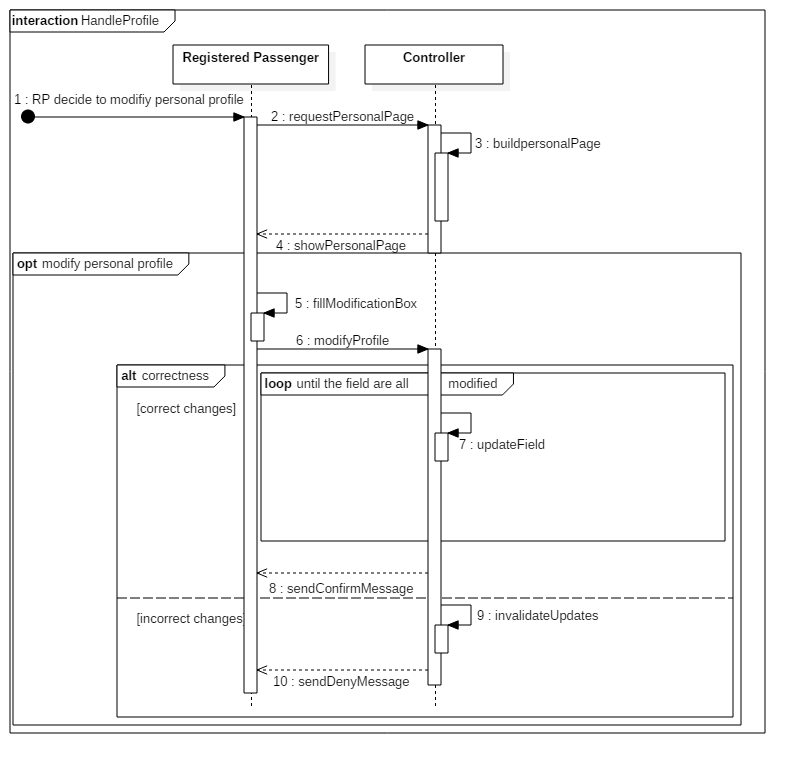 interaction HandleProfile
Registered Passenger
Controller
1 : RP decide to modifiy personal profile
2 : requestPersonalPage
3 : buildpersonalPage
4 : showPersonalPage
opt modify personal profile
5 : fillModificationBox
6 : modifyProfile
alt correctness
loop until the field are all modified
[correct changes]
7 : updateField
8 : sendConfirmMessage
[incorrect changes
9 : invalidateUpdates
10 : sendDenyMessage